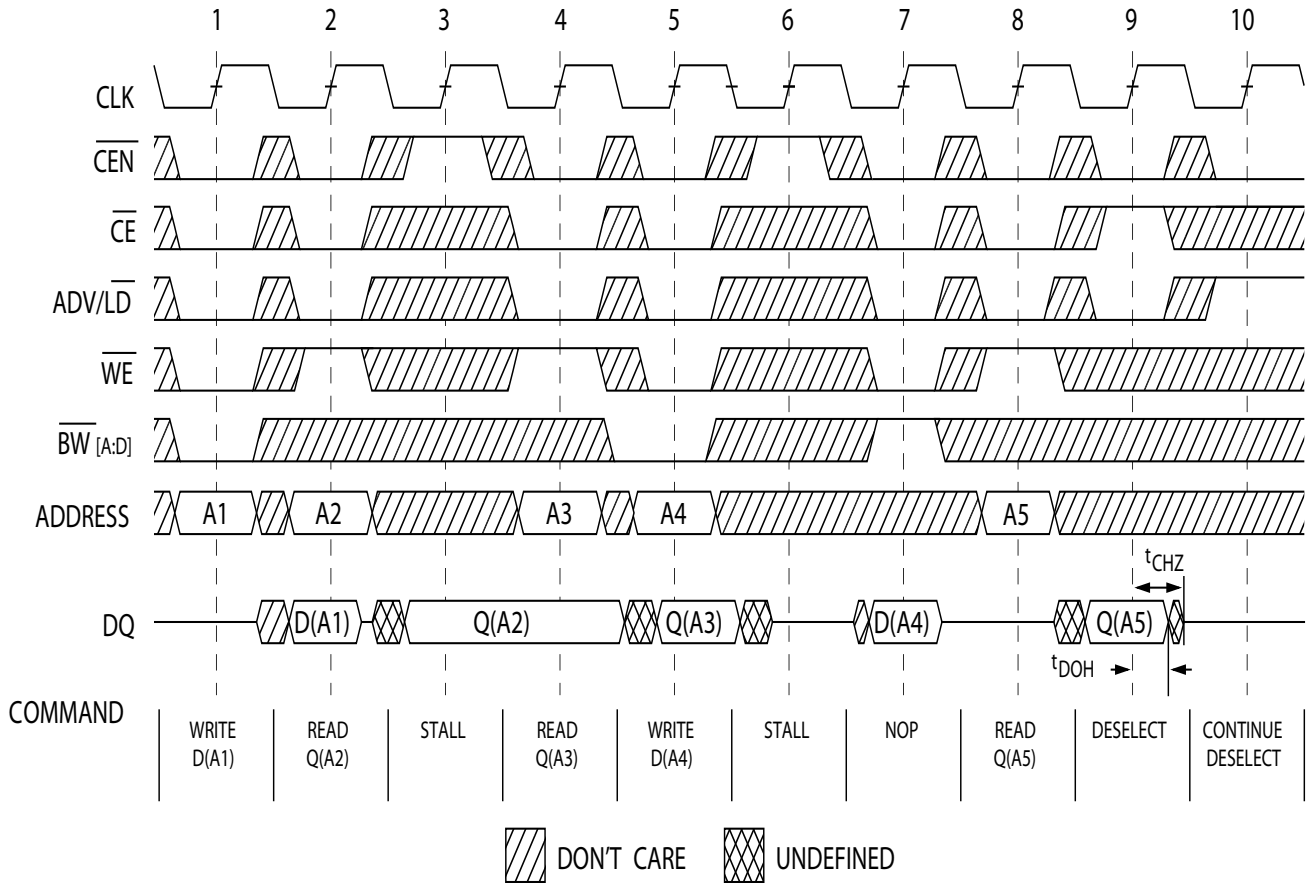 1 2 3 4 5 6 7 8 9 10
CLK
CEN
CE
ADV/LD
WE
BW [A:D]
ADDRESS A1 A2 A3 A4 A5
tCHZ
DQ D(A1) Q(A2) Q(A3) D(A4) Q(A5)
tDOH
COMMAND
WRITE READ STALL READ WRITE STALL NOP READ DESELECT CONTINUE
D(A1) Q(A2) Q(A3) D(A4) Q(A5) DESELECT
DON'T CARE UNDEFINED